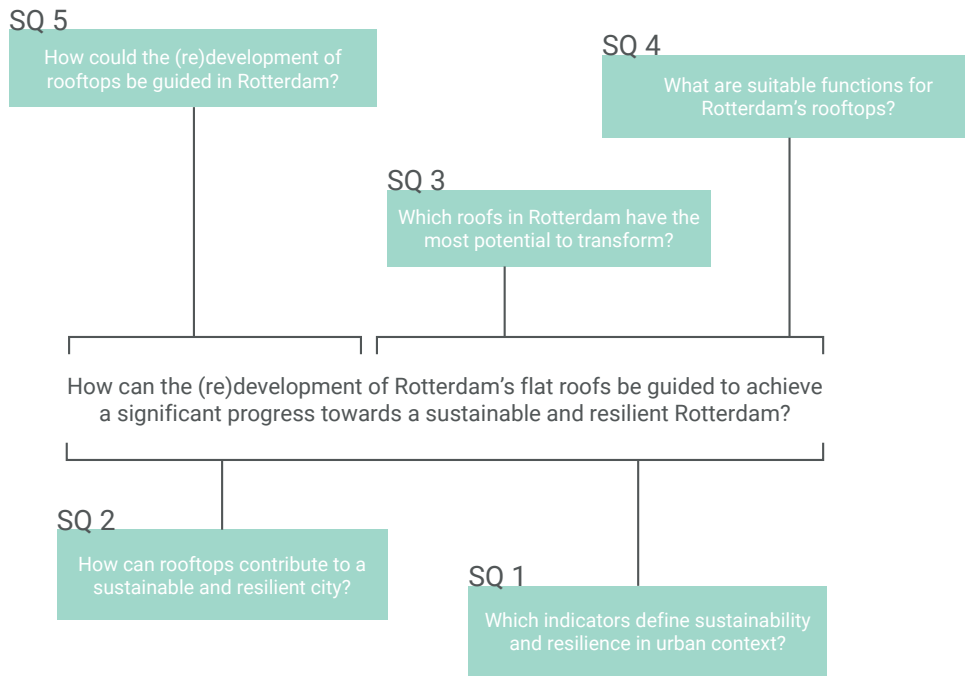 SQ 5
How could the (re)development of
rooftops be guided in Rotterdam?
SQ 4
What are suitable functions for
Rotterdam's rooftops?
SQ 3
Which roofs in Rotterdam have the
most potential to transform?
How can the (re)development of Rotterdam's flat roofs be guided to achieve
a significant progress towards a sustainable and resilient Rotterdam?
SQ 2
How can rooftops contribute to a
sustainable and resilient city?
SQ 1
Which indicators define sustainability
and resilience in urban context?